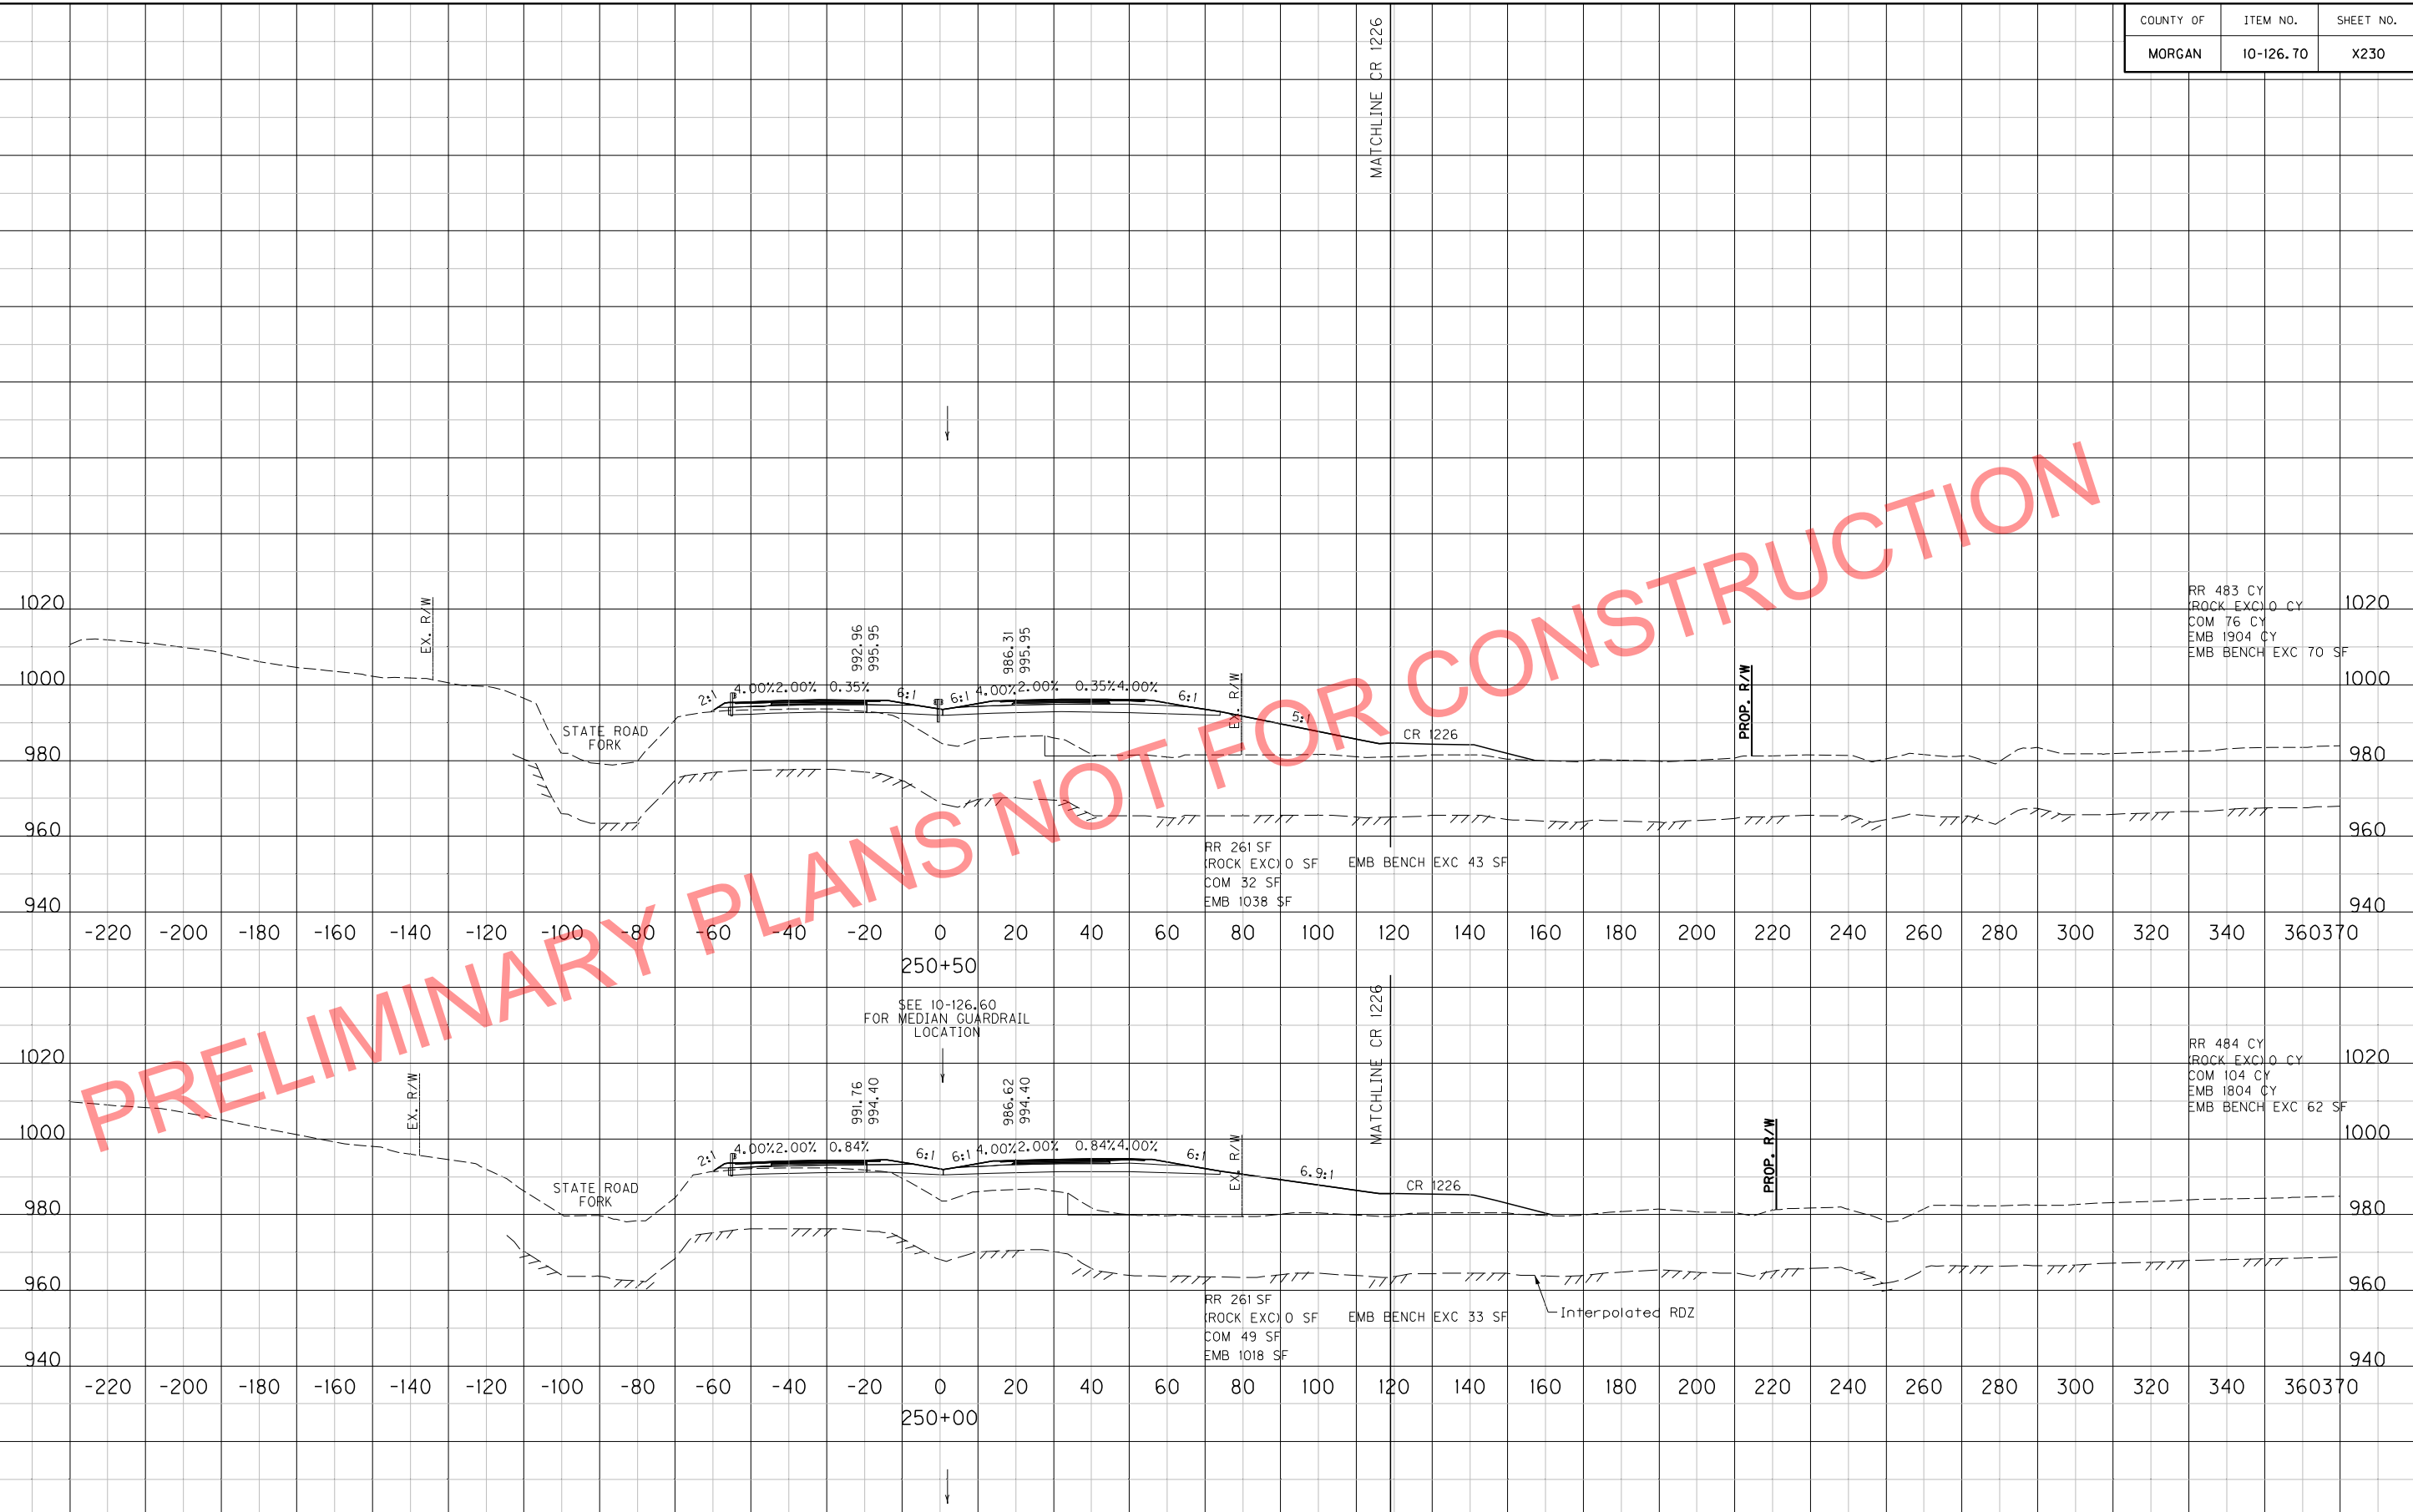 COUNTY OF ITEM NO. SHEET NO.
MORGAN 10-126.70 X230
MATCHLINE CR 1226
PRELIMINARY PLANS NOT FOR CONSTRUCTION
RR 483 CY
(ROCK EXC) 0 CY
COM 76 CY
EMB 1904 CY
EMB BENCH EXC 70 SF
1020 1020
1000 1000
980 980
960 960
940 940
EX. R/W
992.96
995.95
986.31
995.95
EX. R/W
PROP. R/W
2:1 4.00% 2.00% 0.35% 6:1 6:1 4.00% 2.00% 0.35% 4.00% 6:1 5:1
STATE ROAD
FORK
CR 1226
RR 261 SF
(ROCK EXC) 0 SF EMB BENCH EXC 43 SF
COM 32 SF
EMB 1038 SF
-220 -200 -180 -160 -140 -120 -100 -80 -60 -40 -20 0 20 40 60 80 100 120 140 160 180 200 220 240 260 280 300 320 340 360 370
250+50
SEE 10-126.60
FOR MEDIAN GUARDRAIL
LOCATION
MATCHLINE CR 1226
RR 484 CY
(ROCK EXC) 0 CY
COM 104 CY
EMB 1804 CY
EMB BENCH EXC 62 SF
1020 1020
1000 1000
980 980
960 960
940 940
EX. R/W
991.76
994.40
986.62
994.40
EX. R/W
PROP. R/W
2:1 4.00% 2.00% 0.84% 6:1 6:1 4.00% 2.00% 0.84% 4.00% 6:1 6.9:1
STATE ROAD
FORK
CR 1226
RR 261 SF
(ROCK EXC) 0 SF EMB BENCH EXC 33 SF
COM 49 SF
EMB 1018 SF
Interpolated RDZ
-220 -200 -180 -160 -140 -120 -100 -80 -60 -40 -20 0 20 40 60 80 100 120 140 160 180 200 220 240 260 280 300 320 340 360 370
250+00